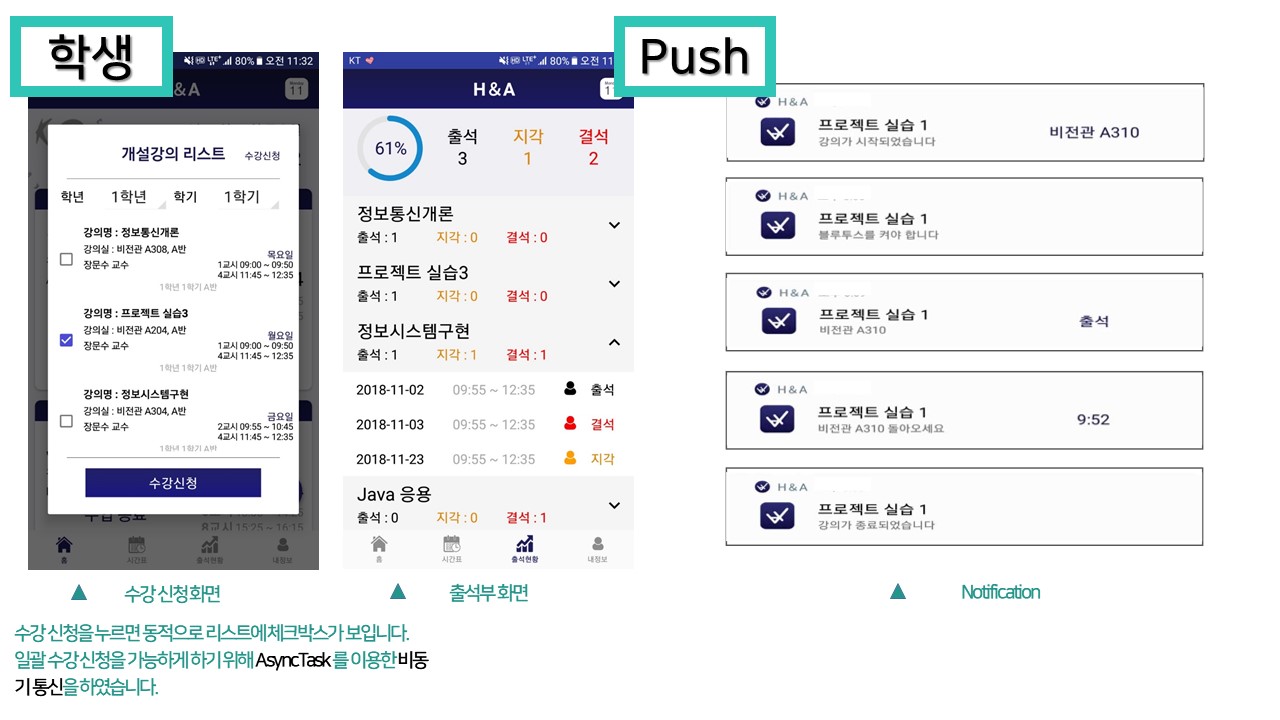 학생
Push
80% 오전 11:32
&A
11
개설강의 리스트 수강신청
학년 1학년 학기 1학기
강의명 : 정보통신개론
강의실 : 비전관 A308, A반
장문수 교수
목요일
1교시 09:00 ~ 09:50
4교시 11:45 ~ 12:35
1학년 1학기 A반
강의명 : 프로젝트 실습3
강의실 : 비전관 A204, A반
장문수 교수
월요일
1교시 09:00 ~ 09:50
4교시 11:45 ~ 12:35
1학년 1학기 A반
강의명 : 정보시스템구현
강의실 : 비전관 A304, A반
장문수 교수
금요일
2교시 09:55 ~ 10:45
4교시 11:45 ~ 12:35
1학년 1학기 A반
수강신청
수업 종료
8교시 15:25 ~ 16:15
홈 시간표 출석현황 내정보
KT 80% 오전 11
H&A
11
61%
출석 지각 결석
3 1 2
정보통신개론
출석 : 1 지각 : 0 결석 : 0
프로젝트 실습3
출석 : 1 지각 : 0 결석 : 0
정보시스템구현
출석 : 1 지각 : 1 결석 : 1
2018-11-02 09:55 ~ 12:35 출석
2018-11-03 09:55 ~ 12:35 결석
2018-11-23 09:55 ~ 12:35 지각
Java 응용
출석 : 0 지각 : 0 결석 : 1
홈 시간표 출석현황 내정보
H&A
프로젝트 실습 1
강의가 시작되었습니다
비전관 A310
H&A
프로젝트 실습 1
블루투스를 켜야 합니다
H&A
프로젝트 실습 1
비전관 A310
출석
H&A
프로젝트 실습 1
비전관 A310 돌아오세요
9:52
H&A
프로젝트 실습 1
강의가 종료되었습니다
▲ 수강 신청 화면
▲ 출석부 화면
▲ Notification
수강 신청을 누르면 동적으로 리스트에 체크박스가 보입니다.
일괄 수강 신청을 가능하게 하기 위해 AsyncTask 를 이용한 비동
기 통신을 하였습니다.